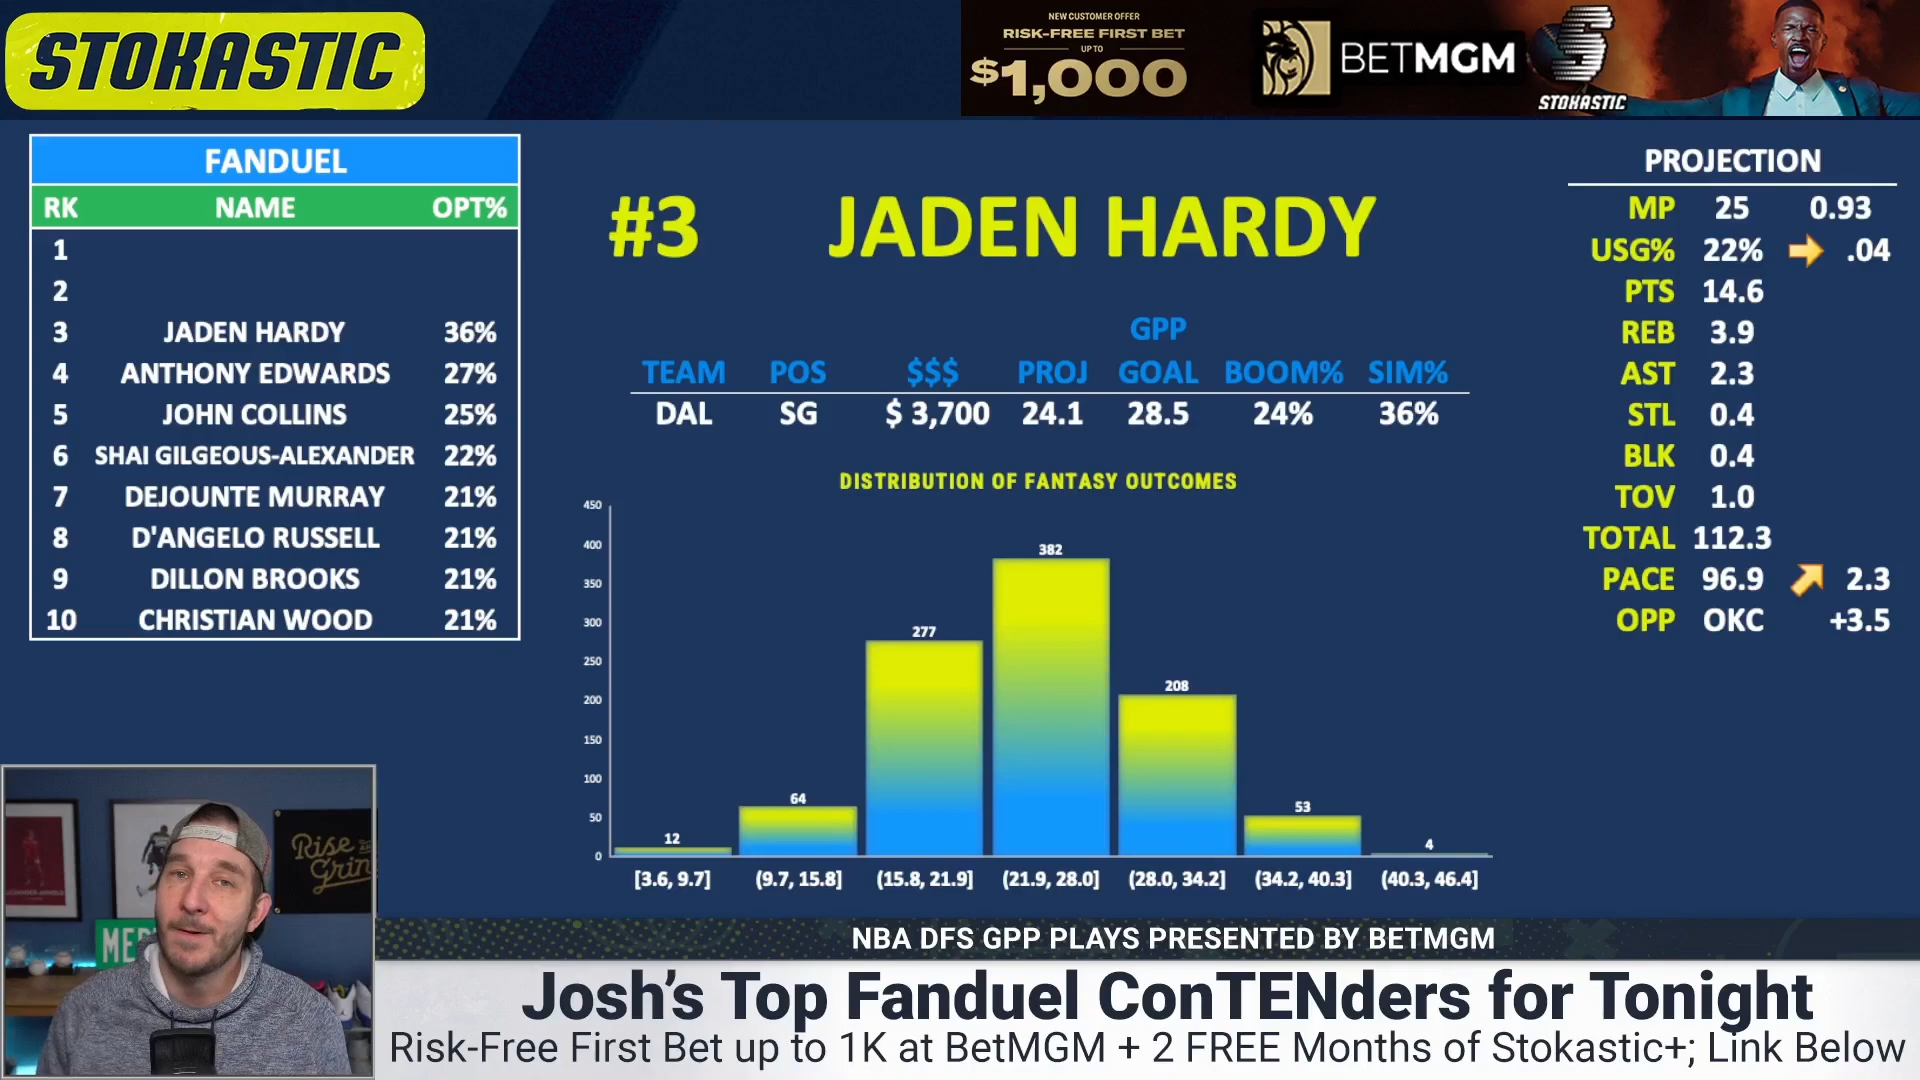 STOKASTIC
NEW CUSTOMER OFFER
RISK-FREE FIRST BET
UP TO
$1,000
BETMGM
STOKASTIC
FANDUEL
RK NAME OPT%
1
2
3 JADEN HARDY 36%
4 ANTHONY EDWARDS 27%
5 JOHN COLLINS 25%
6 SHAI GILGEOUS-ALEXANDER 22%
7 DEJOUNTE MURRAY 21%
8 D'ANGELO RUSSELL 21%
9 DILLON BROOKS 21%
10 CHRISTIAN WOOD 21%
#3 JADEN HARDY
GPP
TEAM POS $$$ PROJ GOAL BOOM% SIM%
DAL SG $ 3,700 24.1 28.5 24% 36%
DISTRIBUTION OF FANTASY OUTCOMES
450
400
350
300
250
200
150
100
50
0
12
64
277
382
208
53
4
[3.6, 9.7] (9.7, 15.8] (15.8, 21.9] (21.9, 28.0] (28.0, 34.2] (34.2, 40.3] (40.3, 46.4]
PROJECTION
MP 25 0.93
USG% 22% .04
PTS 14.6
REB 3.9
AST 2.3
STL 0.4
BLK 0.4
TOV 1.0
TOTAL 112.3
PACE 96.9 2.3
OPP OKC +3.5
Rise
Grin
MER
NBA DFS GPP PLAYS PRESENTED BY BETMGM
Josh's Top Fanduel ConTENders for Tonight
Risk-Free First Bet up to 1K at BetMGM + 2 FREE Months of Stokastic+; Link Below